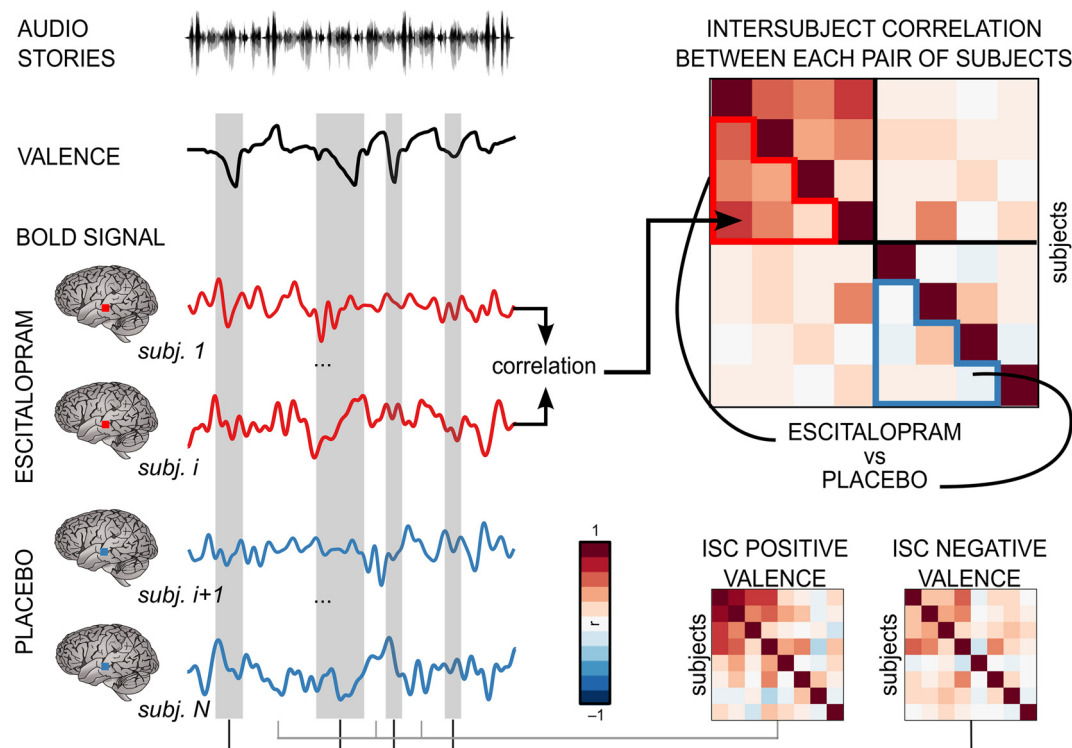 AUDIO
STORIES
VALENCE
BOLD SIGNAL
ESCITALOPRAM
subj. 1
...
subj. i
PLACEBO
subj. i+1
...
subj. N
correlation
INTERSUBJECT CORRELATION
BETWEEN EACH PAIR OF SUBJECTS
subjects
ESCITALOPRAM
vs
PLACEBO
1
r
–1
ISC POSITIVE
VALENCE
subjects
ISC NEGATIVE
VALENCE
subjects